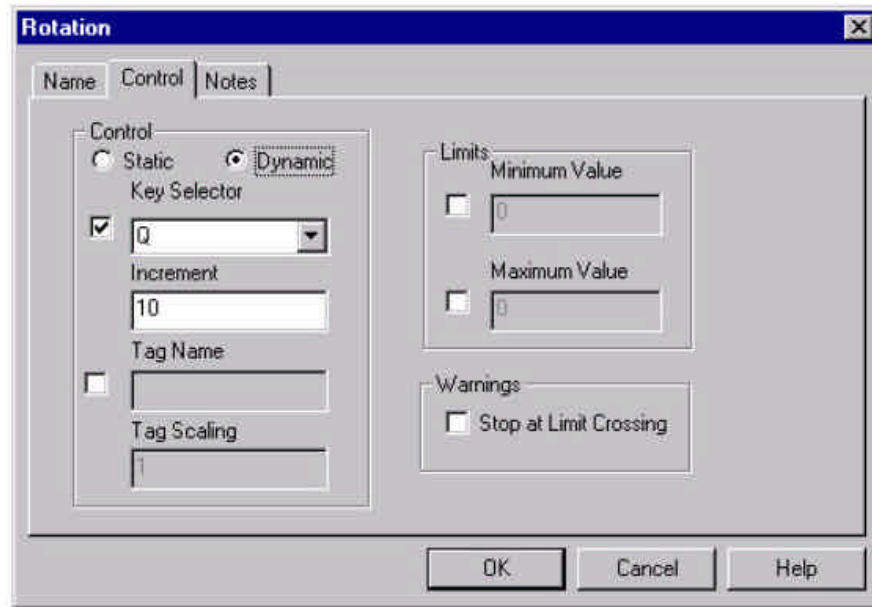 Rotation
Name Control Notes
Control
Static Dynamic
Key Selector
Q
Increment
10
Tag Name
Tag Scaling
1
Limits
Minimum Value
0
Maximum Value
0
Warnings
Stop at Limit Crossing
OK Cancel Help